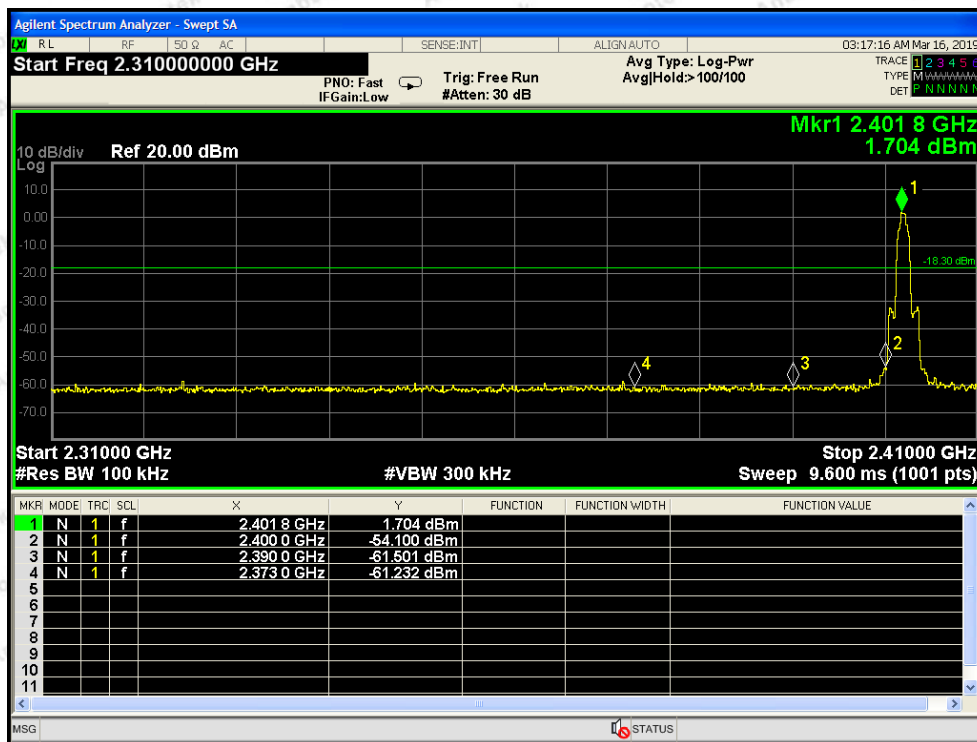 Agilent Spectrum Analyzer - Swept SA
LXI RL RF 50 Ω AC SENSE:INT ALIGNAUTO 03:17:16 AM Mar 16, 2019
Start Freq 2.310000000 GHz
PNO: Fast
IFGain:Low
Trig: Free Run
#Atten: 30 dB
Avg Type: Log-Pwr
Avg|Hold:>100/100
TRACE 1 2 3 4 5 6
TYPE M
DET P N N N N N
Mkr1 2.401 8 GHz
1.704 dBm
10 dB/div Ref 20.00 dBm
Log
10.0
0.00
-10.0
-20.0
-30.0
-40.0
-50.0
-60.0
-70.0
1
-18.30 dBm
2
3
4
Start 2.31000 GHz Stop 2.41000 GHz
#Res BW 100 kHz #VBW 300 kHz Sweep 9.600 ms (1001 pts)
MKR MODE TRC SCL X Y FUNCTION FUNCTION WIDTH FUNCTION VALUE
1 N 1 f 2.401 8 GHz 1.704 dBm
2 N 1 f 2.400 0 GHz -54.100 dBm
3 N 1 f 2.390 0 GHz -61.501 dBm
4 N 1 f 2.373 0 GHz -61.232 dBm
5
6
7
8
9
10
11
MSG STATUS